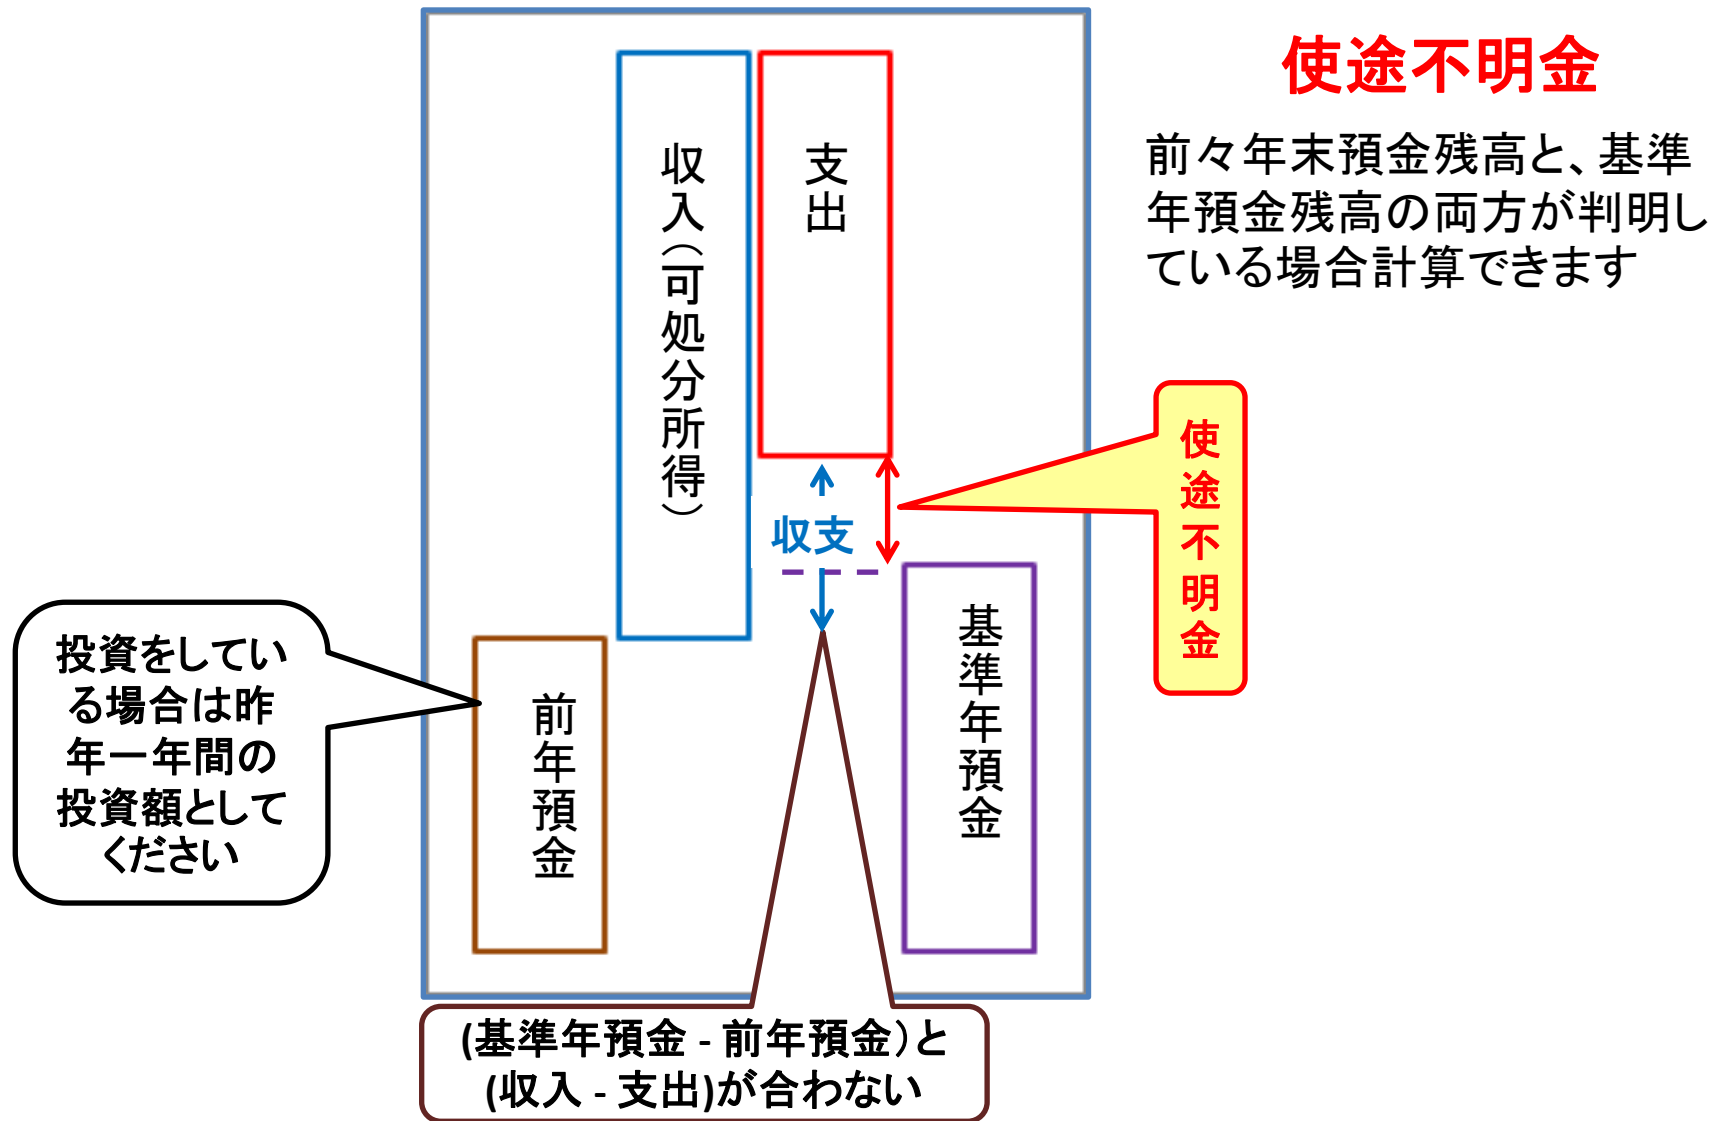 使途不明金
前々年末預金残高と、基準
年預金残高の両方が判明し
ている場合計算できます
収入（可処分所得）
支出
収支
使途不明金
投資をしてい
る場合は昨
年一年間の
投資額として
ください
前年預金
基準年預金
(基準年預金 - 前年預金）と
(収入 - 支出)が合わない